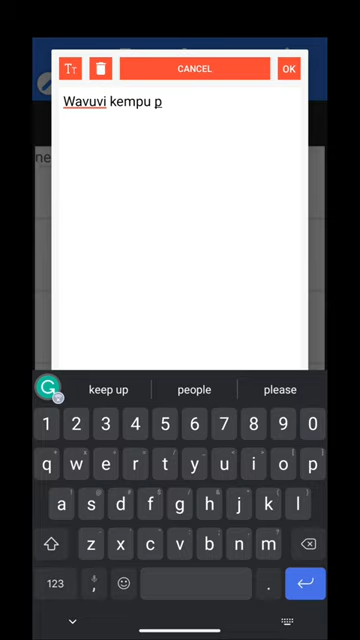 CANCEL
OK
Wavuvi kempu p
ne
keep up people please
1 2 3 4 5 6 7 8 9 0
q w e r t y u i o p
a s d f g h j k l
z x c v b n m
123 , .